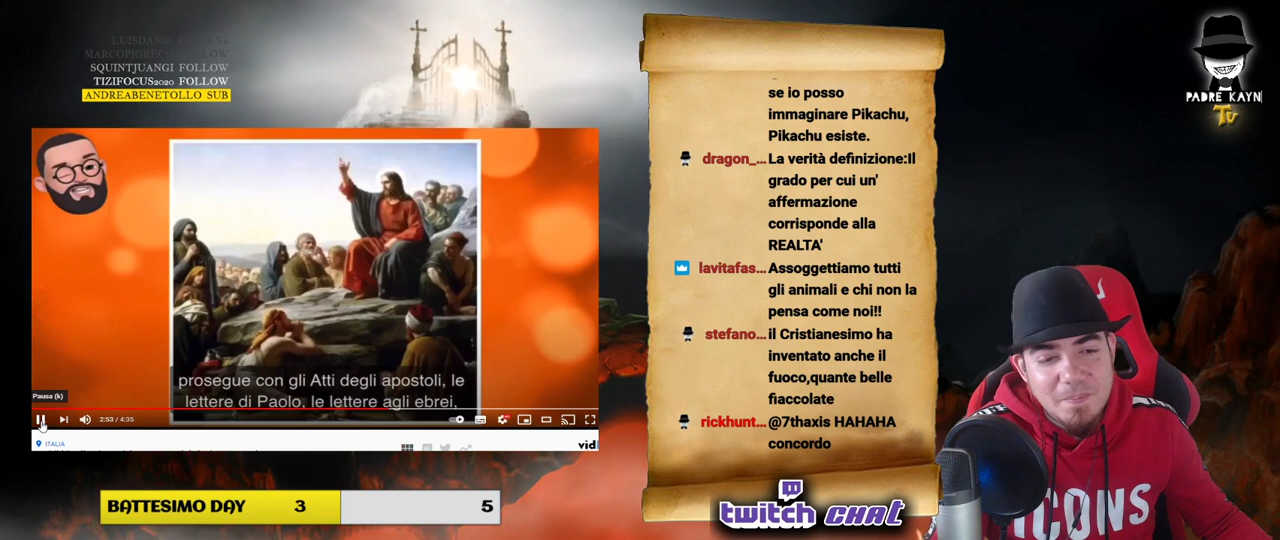 MARCOPIGRECO FOLLOW
SQUINTJUANGI FOLLOW
TIZIFOCUS2020 FOLLOW
ANDREABENETOLLO SUB
PADRE KAYN
Tv
se io posso
immaginare Pikachu,
Pikachu esiste.
dragon_... La verità definizione:Il
grado per cui un'
affermazione
corrisponde alla
REALTA'
lavitafas... Assoggettiamo tutti
gli animali e chi non la
pensa come noi!!
stefano... il Cristianesimo ha
inventato anche il
fuoco,quante belle
fiaccolate
rickhunt... @7thaxis HAHAHA
concordo
prosegue con gli Atti degli apostoli, le
lettere di Paolo, le lettere agli ebrei,
Pausa (k)
2:53 / 4:35
ITALIA
vid
BATTESIMO DAY 3 5
twitch CHAT
ICONS